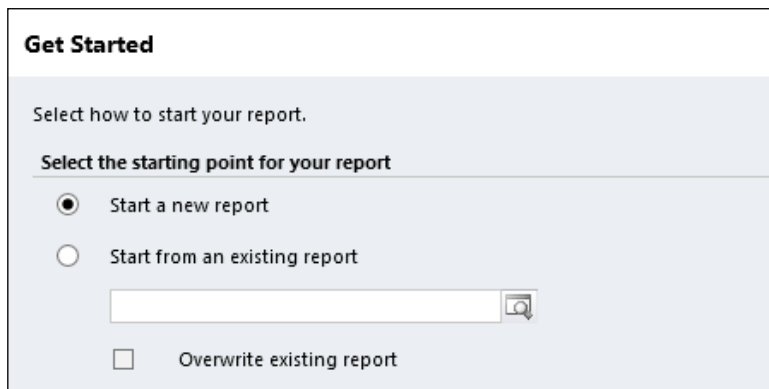 Get Started
Select how to start your report.
Select the starting point for your report
Start a new report
Start from an existing report
Overwrite existing report